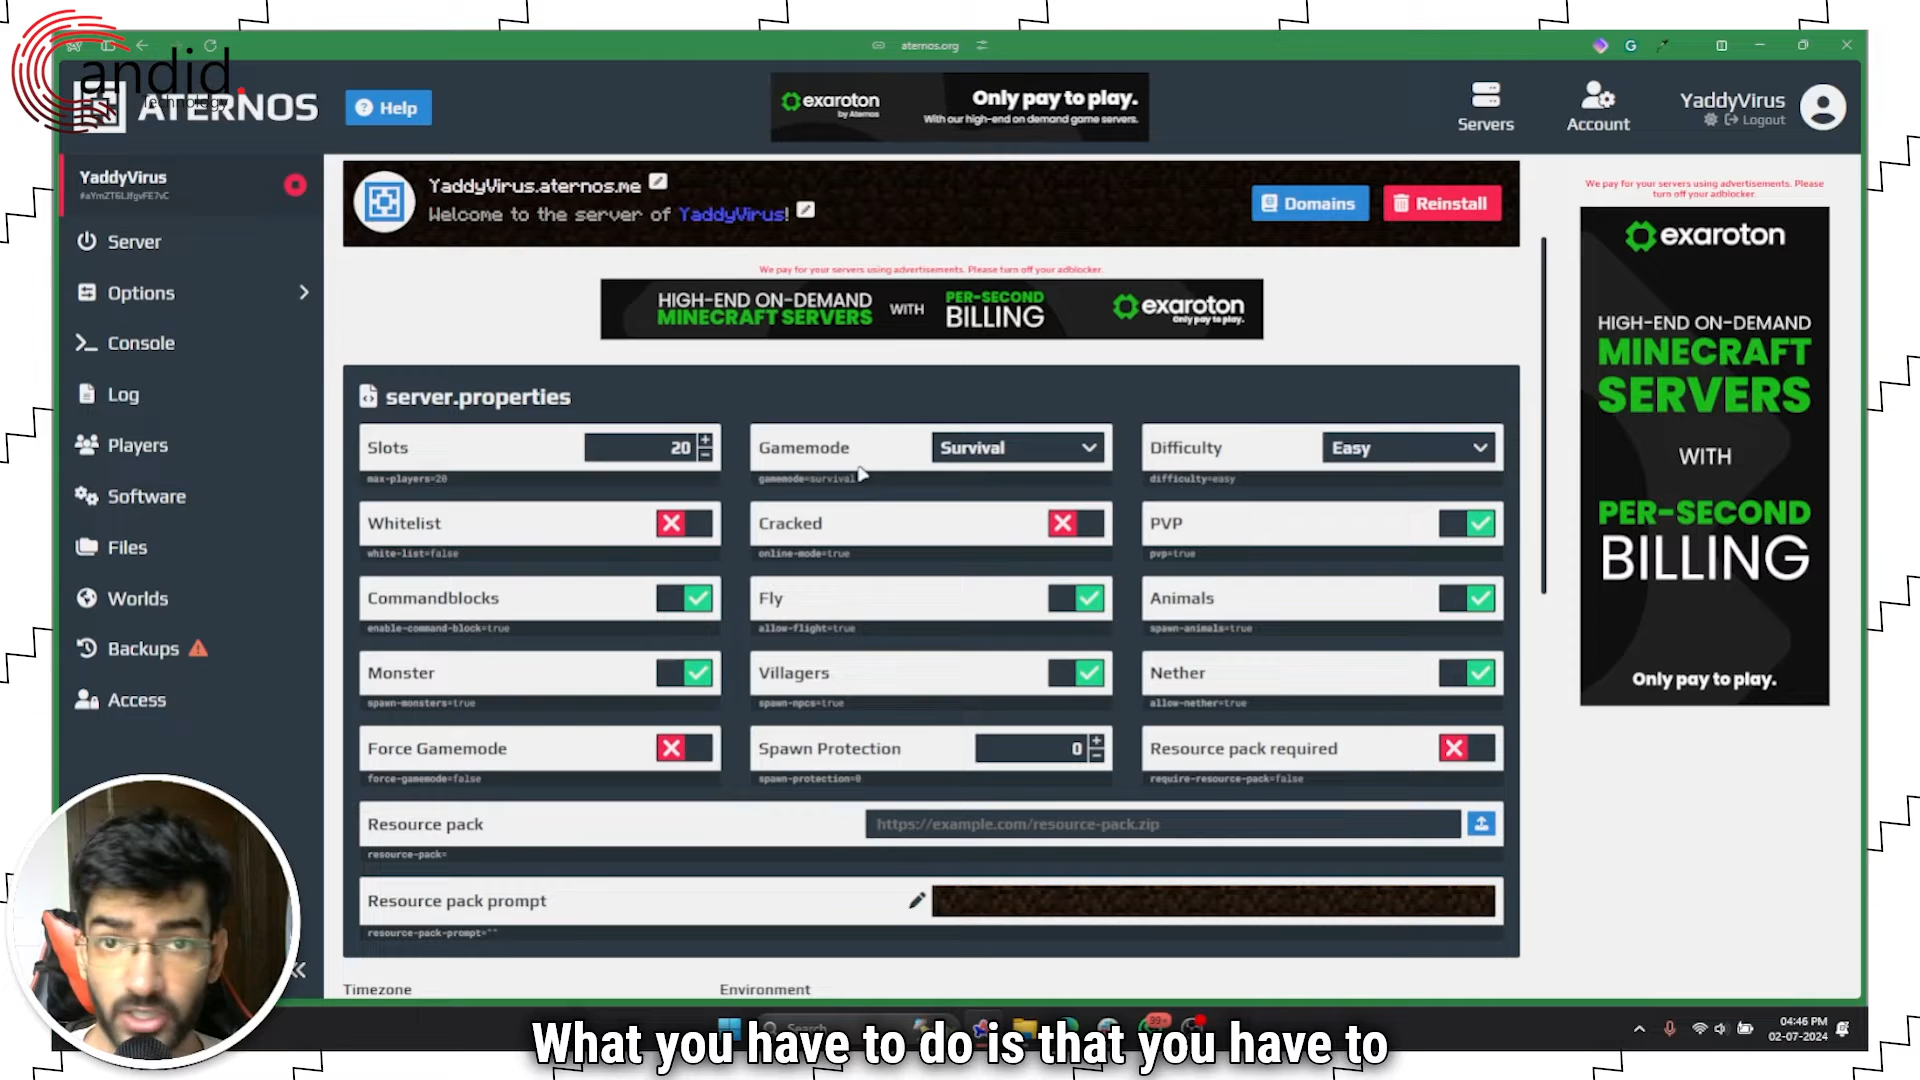 candid
Technology
aternos.org
ATERNOS
Help
exaroton
by Aternos
Only pay to play.
With our high-end on demand game servers.
Servers
Account
YaddyVirus
Logout
YaddyVirus
Server
Options
Console
Log
Players
Software
Files
Worlds
Backups
Access
YaddyVirus.aternos.me
Welcome to the server of YaddyVirus!
Domains
Reinstall
We pay for your servers using advertisements. Please turn off your adblocker.
HIGH-END ON-DEMAND
MINECRAFT SERVERS
WITH
PER-SECOND
BILLING
exaroton
Only pay to play.
server.properties
Slots 20
max-players=20
Gamemode Survival
gamemode=survival
Difficulty Easy
difficulty=easy
Whitelist
white-list=false
Cracked
online-mode=true
PVP
pvp=true
Commandblocks
enable-command-block=true
Fly
allow-flight=true
Animals
spawn-animals=true
Monster
spawn-monsters=true
Villagers
spawn-npcs=true
Nether
allow-nether=true
Force Gamemode
force-gamemode=false
Spawn Protection 0
spawn-protection=0
Resource pack required
require-resource-pack=false
Resource pack https://example.com/resource-pack.zip
resource-pack=
Resource pack prompt
resource-pack-prompt=""
Timezone
Environment
We pay for your servers using advertisements. Please
turn off your adblocker.
exaroton
HIGH-END ON-DEMAND
MINECRAFT
SERVERS
WITH
PER-SECOND
BILLING
Only pay to play.
Search
99+
04:46 PM
02-07-2024
What you have to do is that you have to